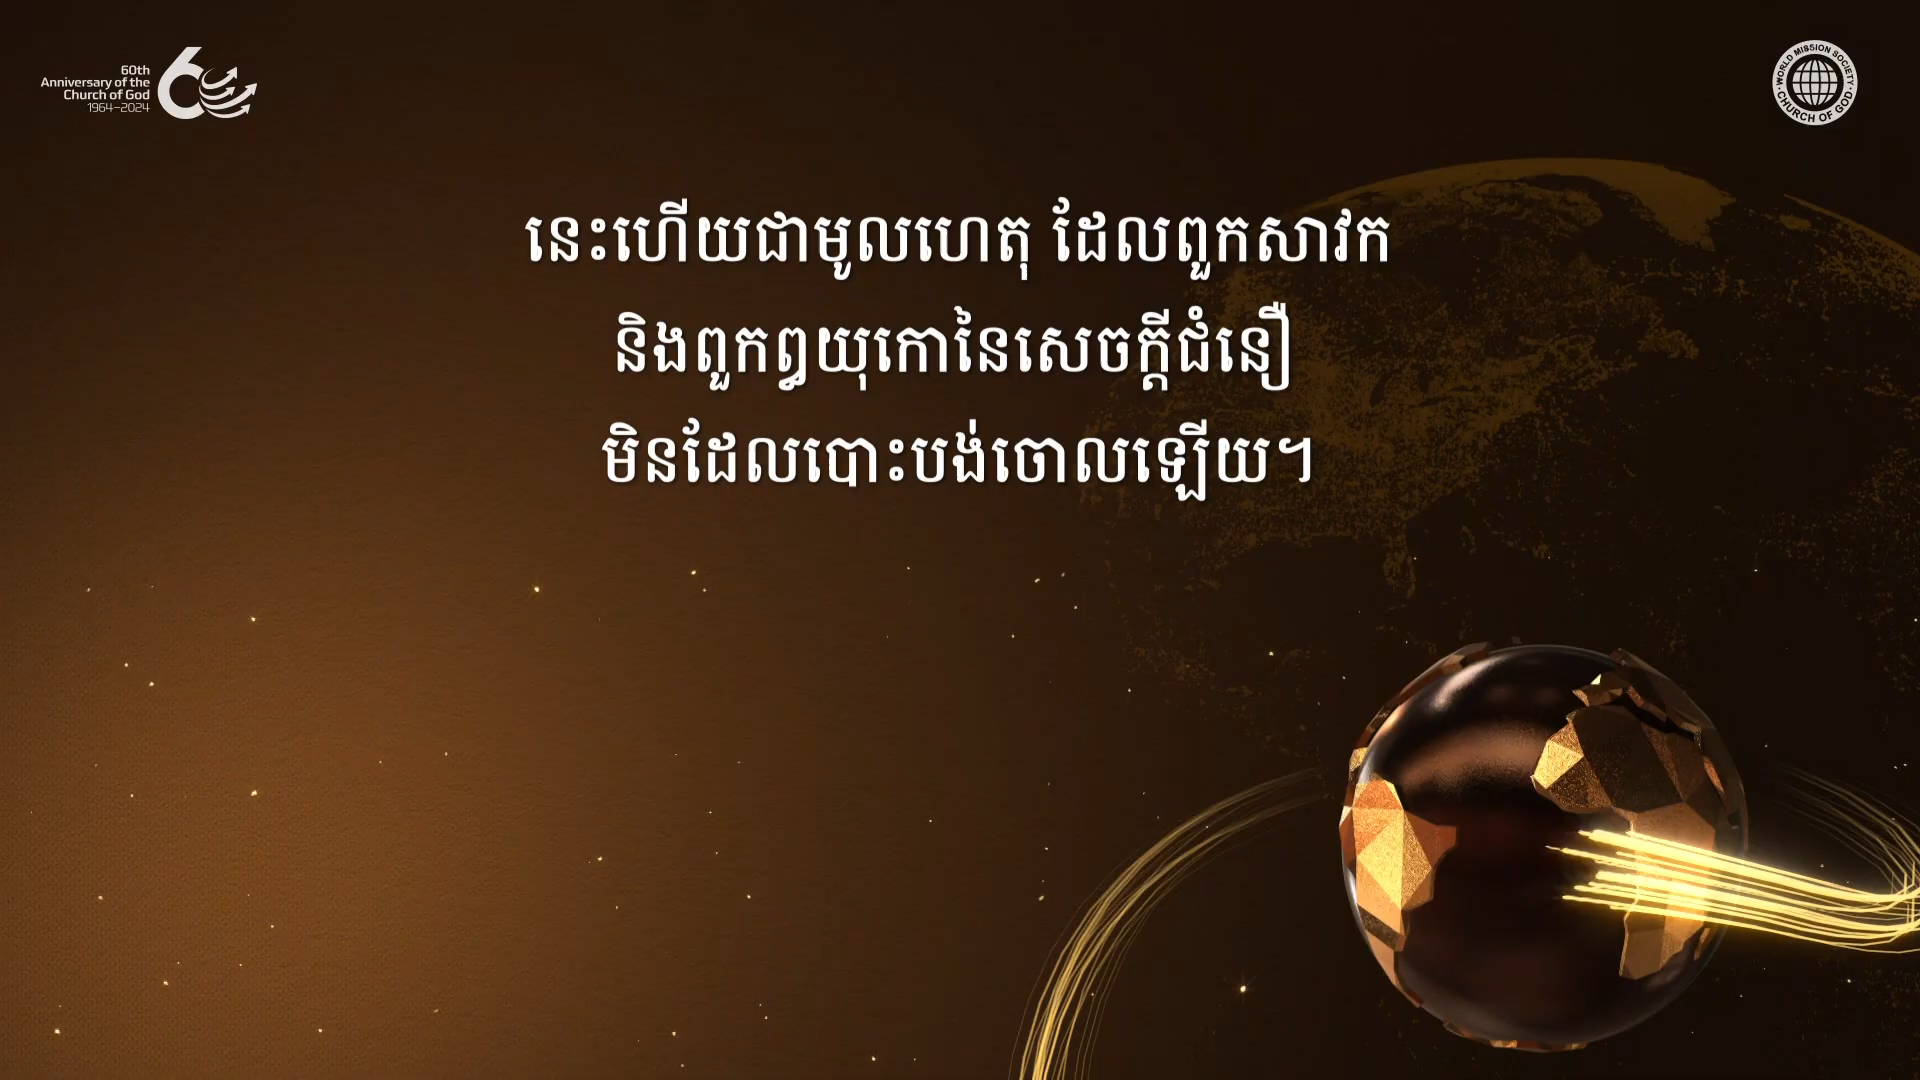 60th
Anniversary of the
Church of God
1964–2024
60
WORLD MISSION SOCIETY
CHURCH OF GOD
នេះហើយជាមូលហេតុ ដែលពួកសាវក
និងពួកឰយុកោនៃសេចក្ដីជំនឿ
មិនដែលបោះបង់ចោលឡើយ។